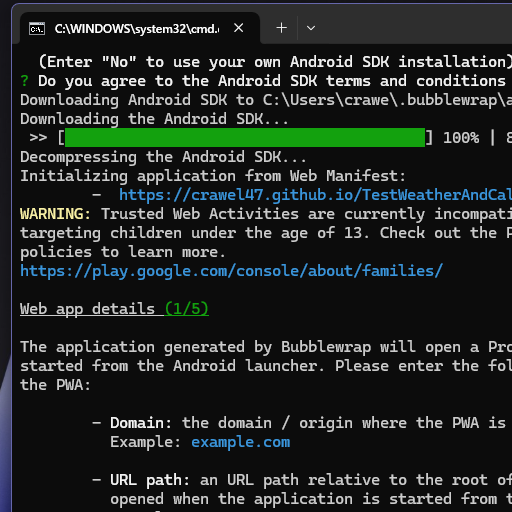 C:\WINDOWS\system32\cmd.
(Enter "No" to use your own Android SDK installation)
? Do you agree to the Android SDK terms and conditions
Downloading Android SDK to C:\Users\crawe\.bubblewrap\a
Downloading the Android SDK...
>> [ ] 100% | 8
Decompressing the Android SDK...
Initializing application from Web Manifest:
- https://crawel47.github.io/TestWeatherAndCal
WARNING: Trusted Web Activities are currently incompati
targeting children under the age of 13. Check out the P
policies to learn more.
https://play.google.com/console/about/families/
Web app details (1/5)
The application generated by Bubblewrap will open a Pro
started from the Android launcher. Please enter the fol
the PWA:
- Domain: the domain / origin where the PWA is
Example: example.com
- URL path: an URL path relative to the root of
opened when the application is started from t